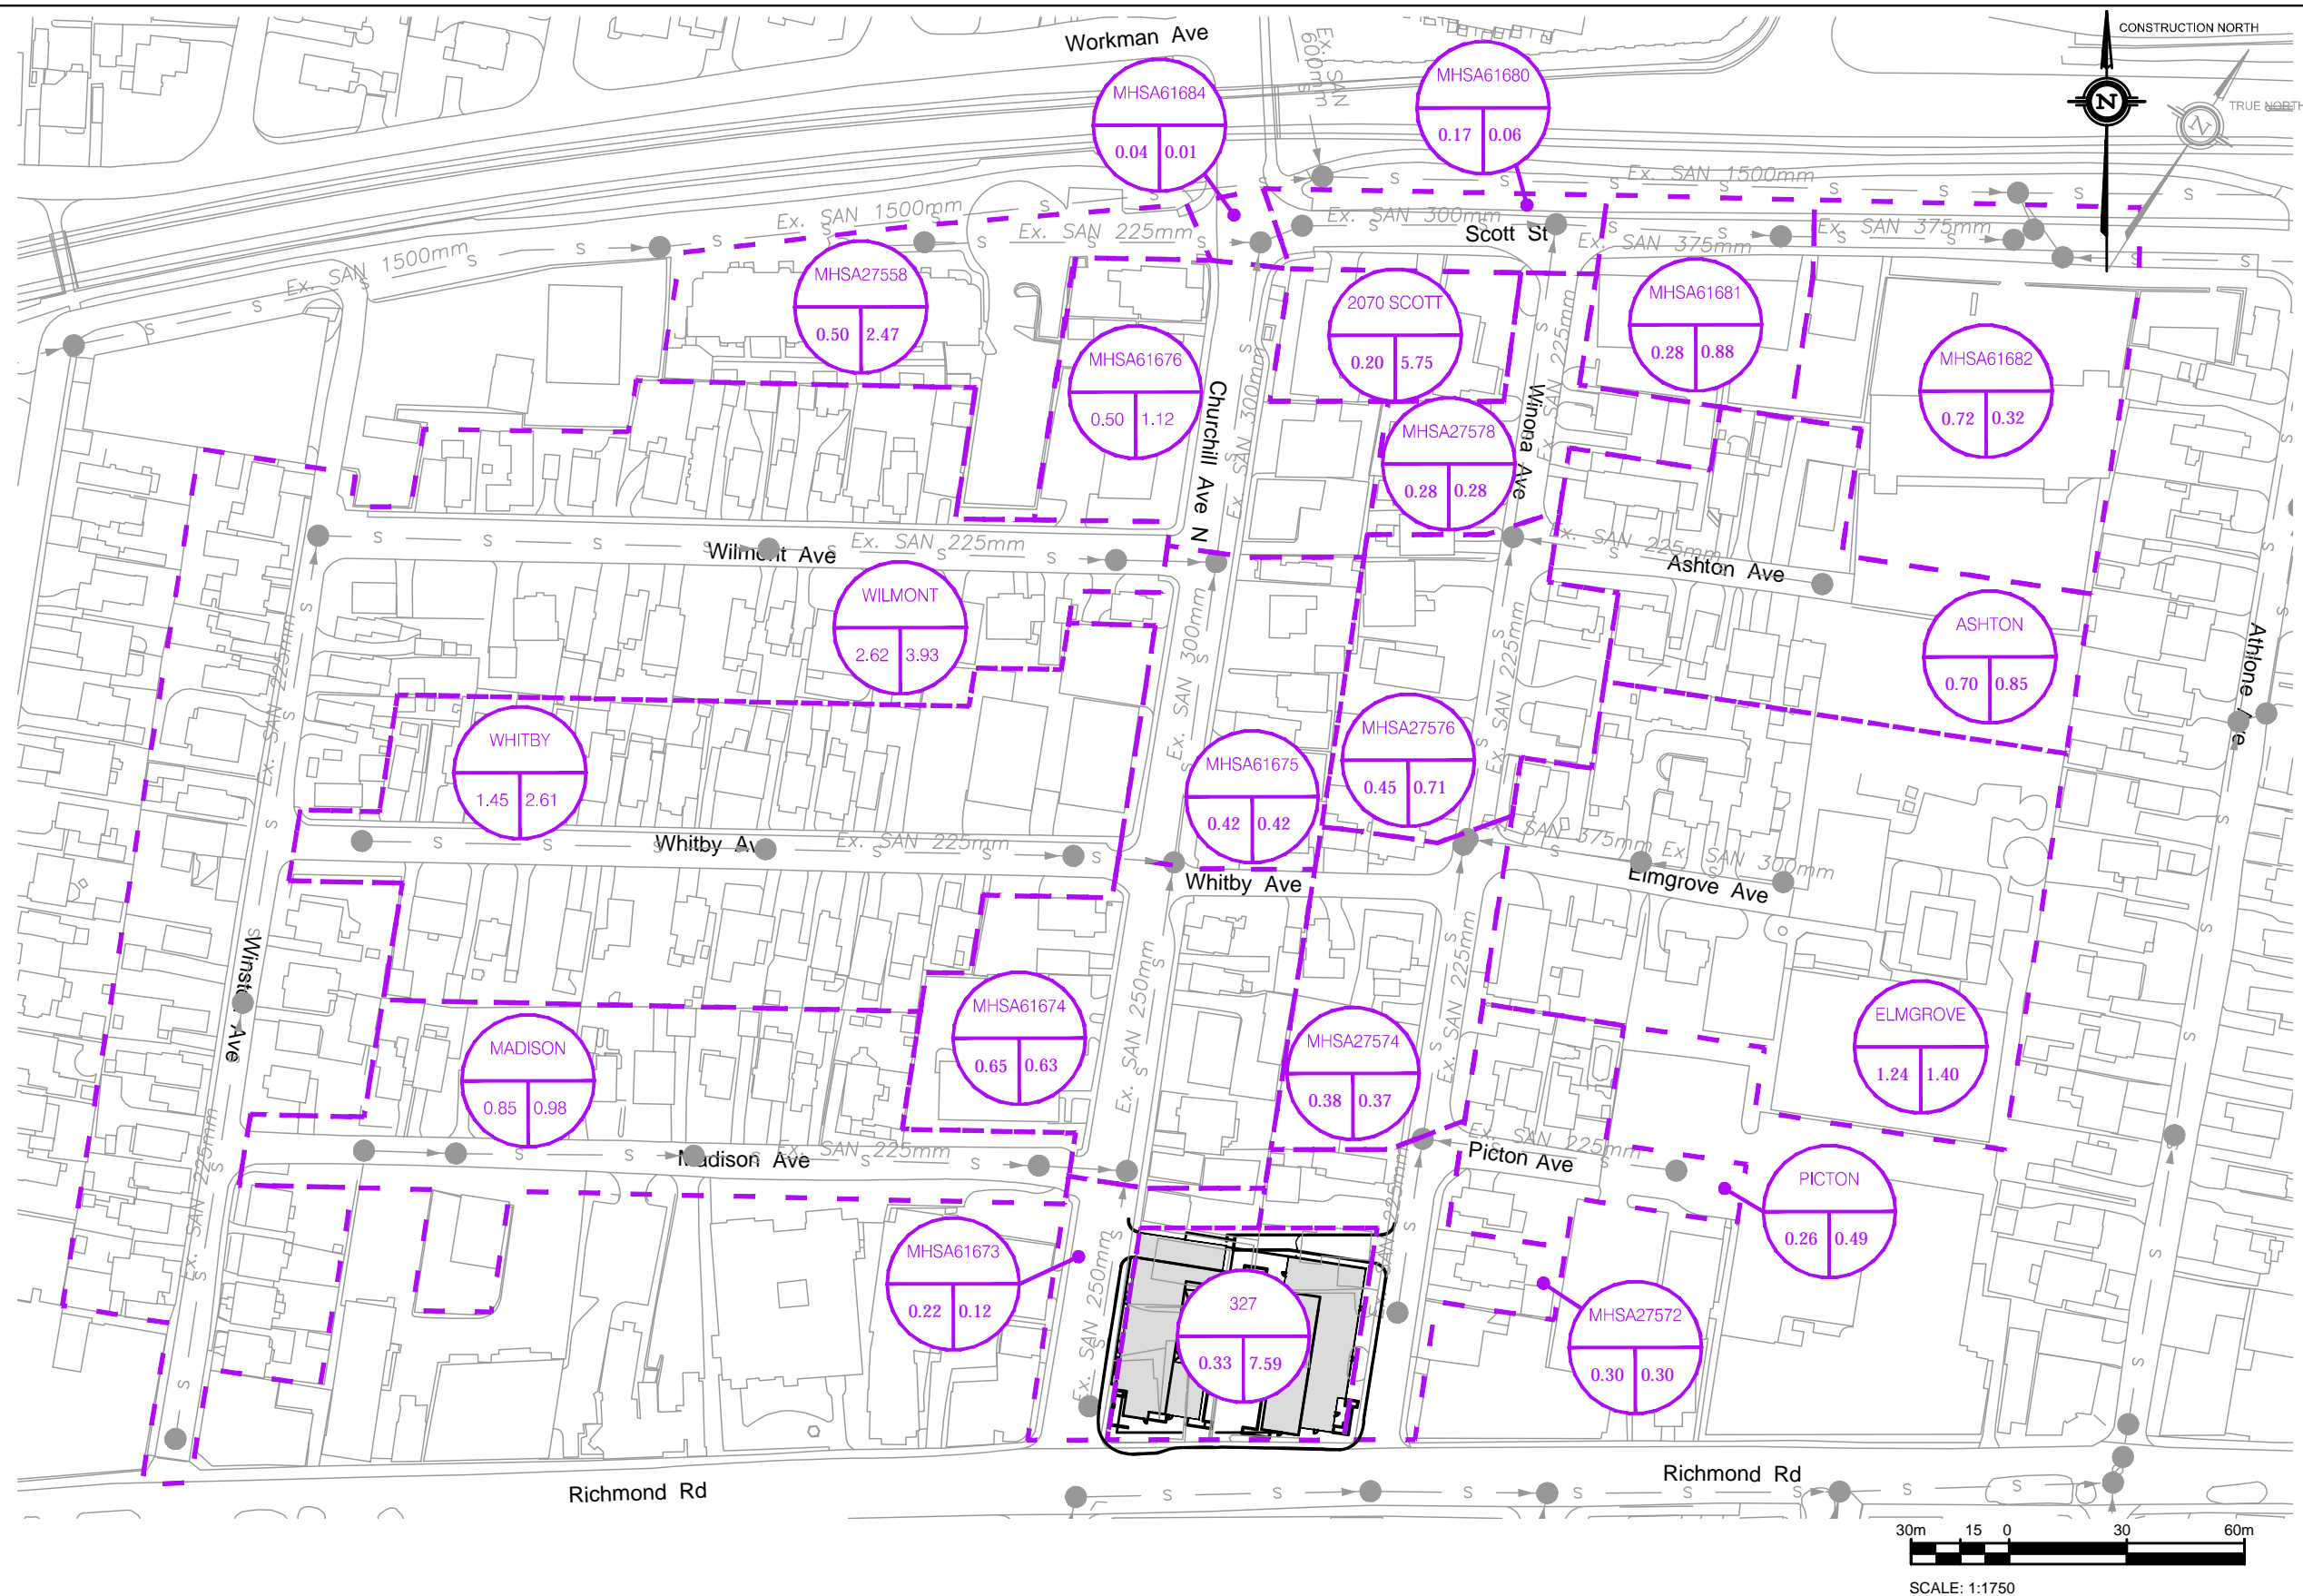 Workman Ave
CONSTRUCTION NORTH
TRUE NORTH
N
N
Ex. SAN
600mm
MHSA61684
0.04 0.01
MHSA61680
0.17 0.06
Ex. SAN 1500mm
Ex. SAN 1500mm
Ex. SAN 1500mm
Ex. SAN 225mm
Ex. SAN 300mm
Scott St
Ex. SAN 375mm
Ex. SAN 375mm
MHSA27558
0.50 2.47
MHSA61676
0.50 1.12
2070 SCOTT
0.20 5.75
MHSA61681
0.28 0.88
MHSA61682
0.72 0.32
MHSA27578
0.28 0.28
Churchill Ave N
Ex. SAN 300mm
Winona Ave
Ex. SAN 225mm
Wilmont Ave
Ex. SAN 225mm
Ex. SAN 225mm
Ashton Ave
WILMONT
2.62 3.93
ASHTON
0.70 0.85
Athlone Ave
Ex. SAN 225mm
Ex. SAN 300mm
Ex. SAN 225mm
WHITBY
1.45 2.61
MHSA61675
0.42 0.42
MHSA27576
0.45 0.71
Whitby Ave
Ex. SAN 225mm
Whitby Ave
Ex. SAN 375mm
Ex. SAN 300mm
Elmgrove Ave
Winston Ave
Ex. SAN 250mm
Ex. SAN 225mm
MHSA61674
0.65 0.63
MADISON
0.85 0.98
MHSA27574
0.38 0.37
ELMGROVE
1.24 1.40
Ex. SAN 225mm
Madison Ave
Ex. SAN 225mm
Ex. SAN 225mm
Picton Ave
PICTON
0.26 0.49
MHSA61673
0.22 0.12
Ex. SAN 250mm
Ex. SAN 225mm
327
0.33 7.59
MHSA27572
0.30 0.30
Richmond Rd
Richmond Rd
30m 15 0 30 60m
SCALE: 1:1750